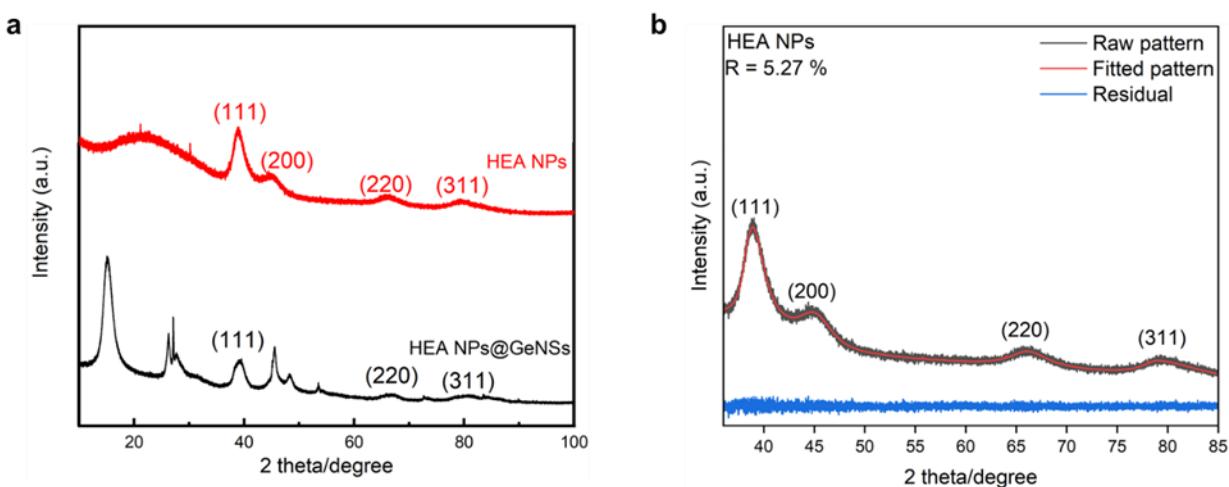 a
(111)
(200)
(220)
(311)
HEA NPs
(111)
(220)
(311)
HEA NPs@GeNSs
Intensity (a.u.)
20
40
60
80
100
2 theta/degree
b
HEA NPs
R = 5.27 %
Raw pattern
Fitted pattern
Residual
(111)
(200)
(220)
(311)
Intensity (a.u.)
40
45
50
55
60
65
70
75
80
85
2 theta/degree